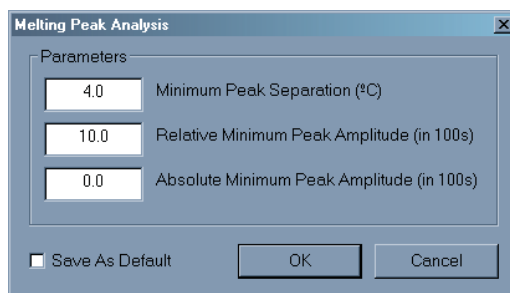 Melting Peak Analysis
Parameters
4.0 Minimum Peak Separation (ºC)
10.0 Relative Minimum Peak Amplitude (in 100s)
0.0 Absolute Minimum Peak Amplitude (in 100s)
Save As Default OK Cancel